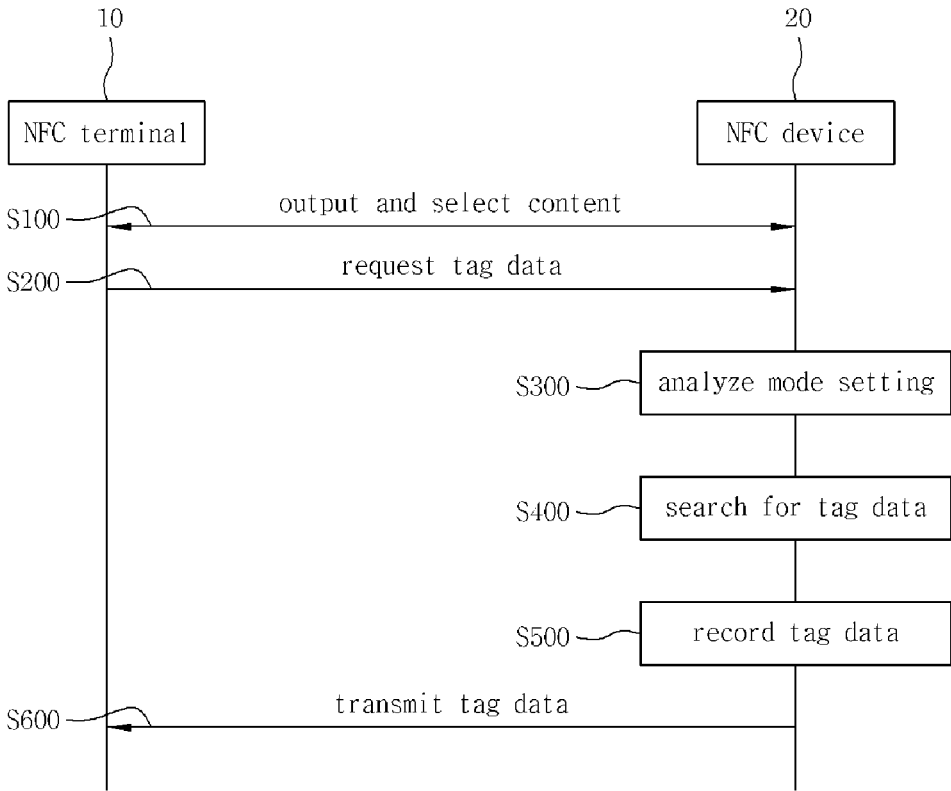 10
20
NFC terminal
NFC device
output and select content
S100
request tag data
S200
S300
analyze mode setting
S400
search for tag data
S500
record tag data
transmit tag data
S600